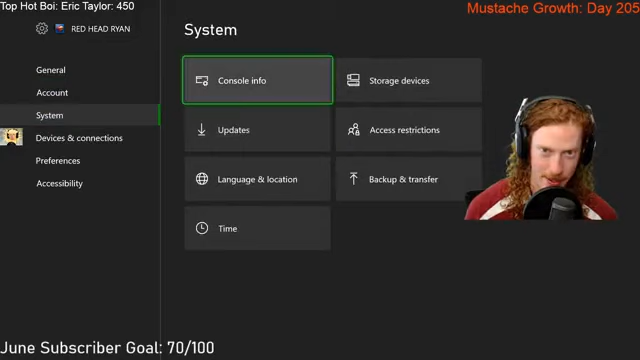 Top Hot Boi: Eric Taylor: 450
Mustache Growth: Day 205
RED HEAD RYAN
System
General
Account
System
Devices & connections
Preferences
Accessibility
Console info
Storage devices
Updates
Access restrictions
Language & location
Backup & transfer
Time
June Subscriber Goal: 70/100